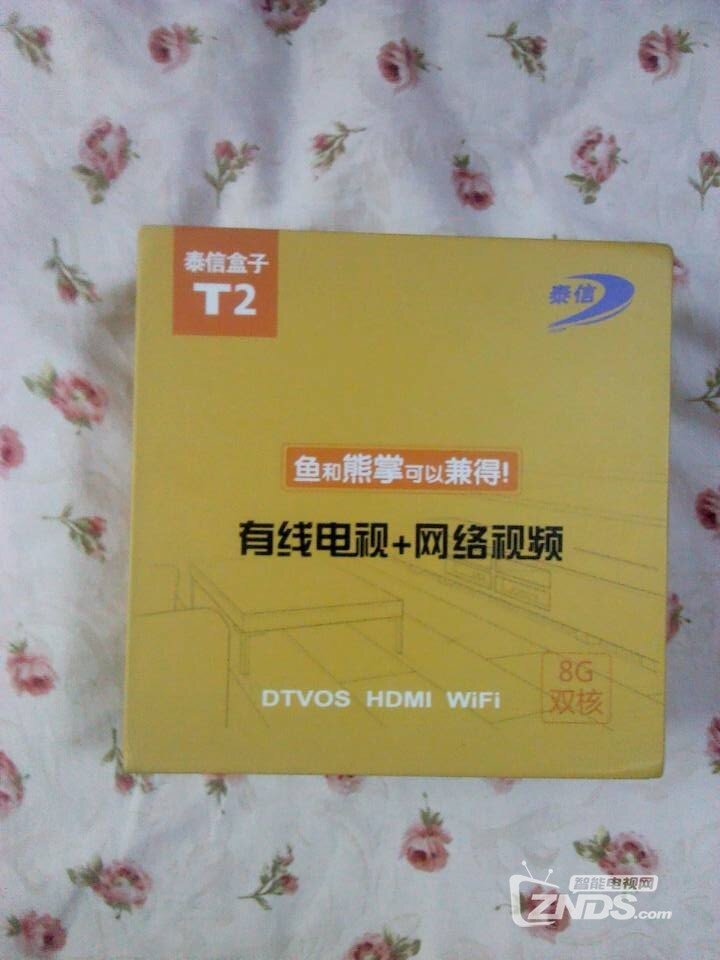 泰信盒子
T2
泰信
鱼和熊掌可以兼得!
有线电视+网络视频
8G
双核
DTVOS HDMI WiFi
智能电视网
ZNDS.com